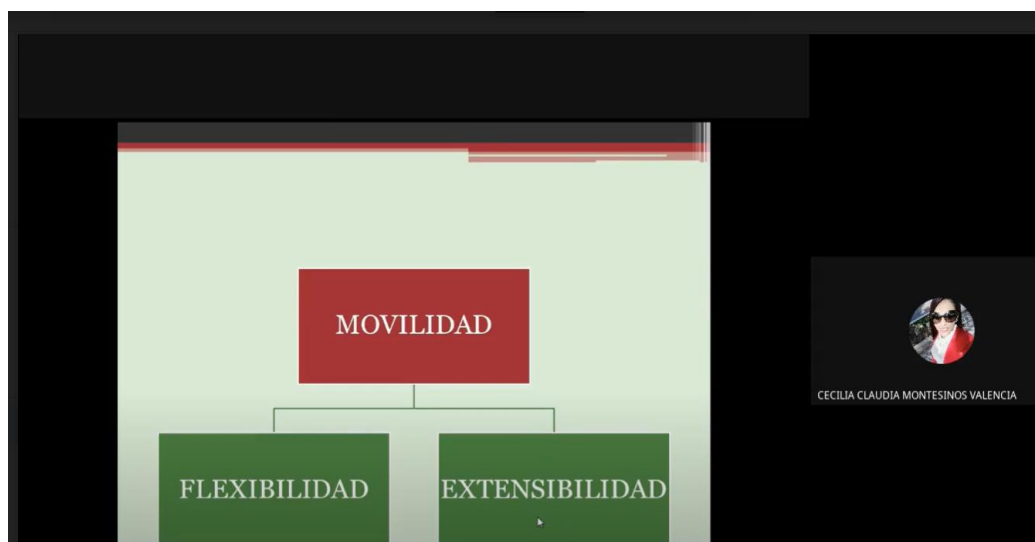 MOVILIDAD
FLEXIBILIDAD
EXTENSIBILIDAD
CECILIA CLAUDIA MONTESINOS VALENCIA